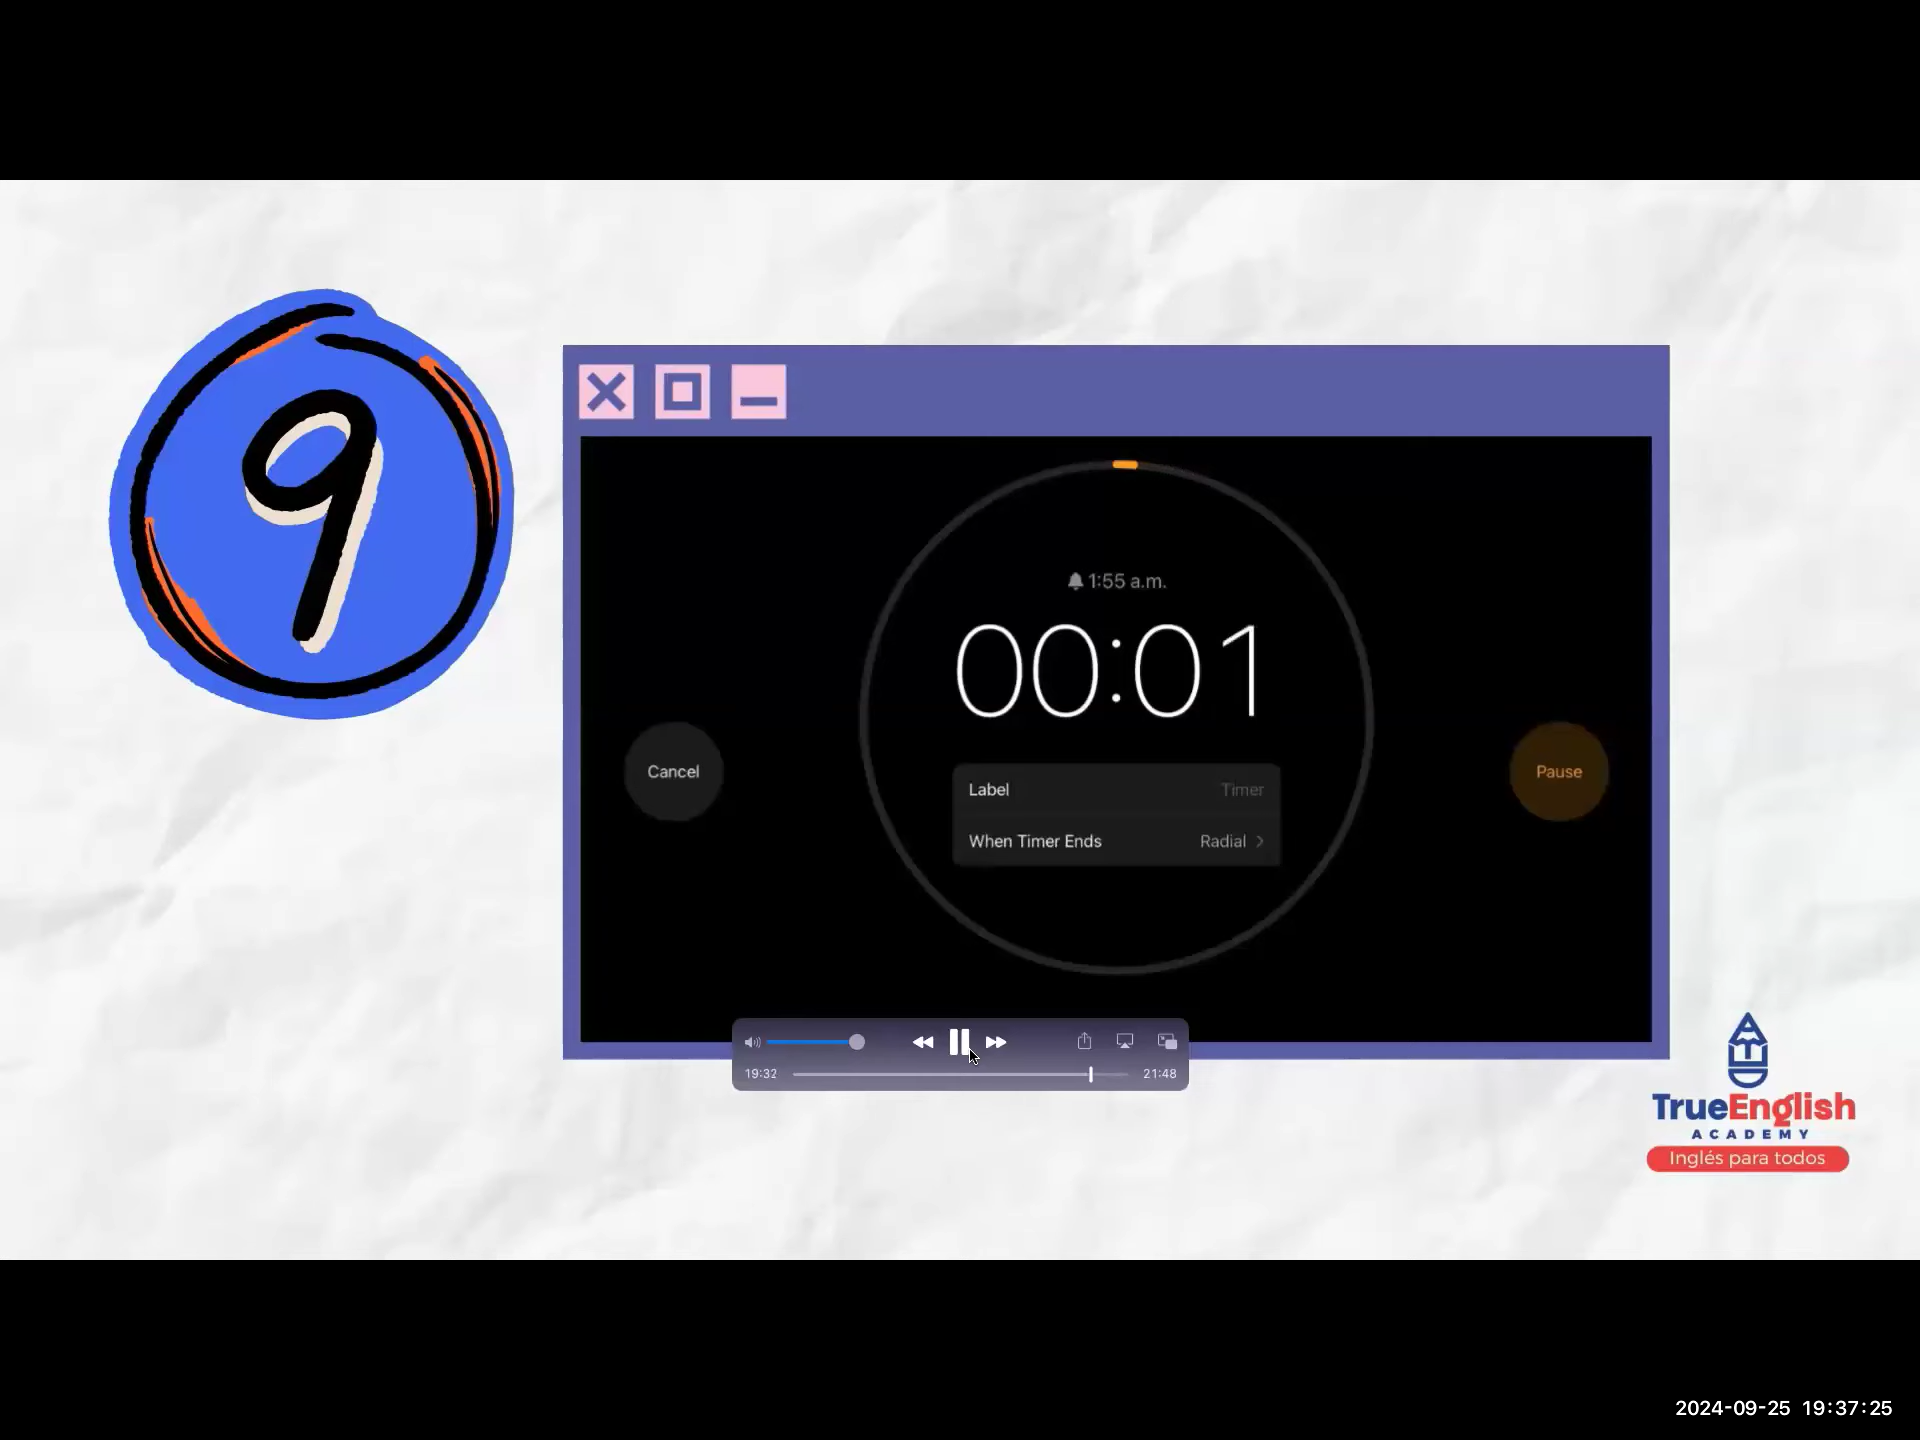 9
1:55 a.m.
00:01
Cancel
Pause
Label Timer
When Timer Ends Radial
19:32 21:48
TrueEnglish
ACADEMY
Inglés para todos
2024-09-25 19:37:25